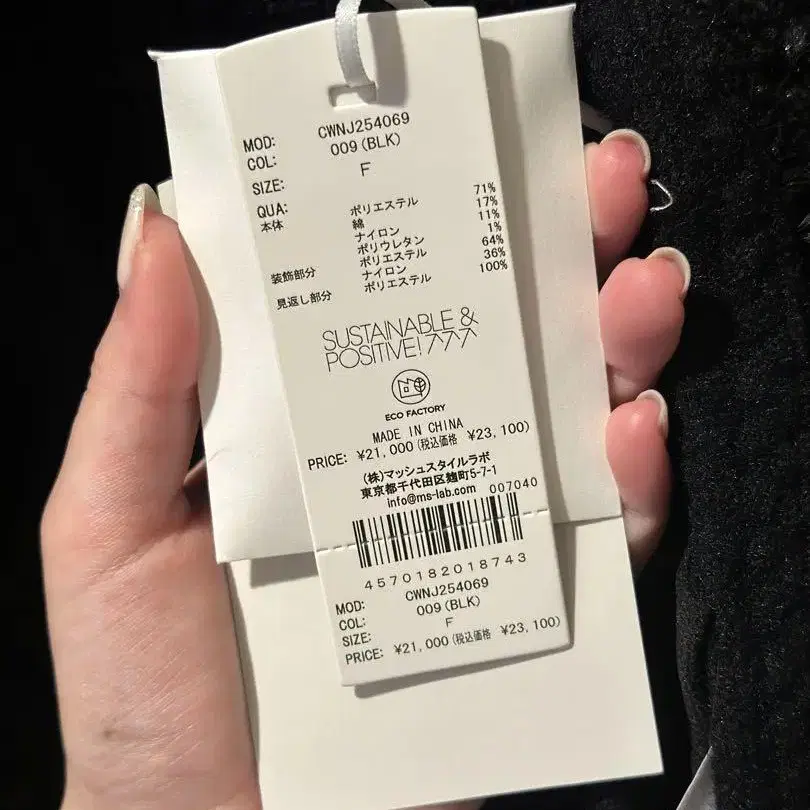 MOD: CWNJ254069
COL: 009(BLK)
SIZE: F
QUA:
本体 ポリエステル 71%
綿 17%
ナイロン 11%
ポリウレタン 1%
装飾部分 ポリエステル 64%
ナイロン 36%
見返し部分 ポリエステル 100%
SUSTAINABLE &
POSITIVE!
ECO FACTORY
MADE IN CHINA
PRICE: ¥21,000(税込価格 ¥23,100)
(株)マッシュスタイルラボ
東京都千代田区麹町5-7-1
info@ms-lab.com 007040
4570182018743
MOD: CWNJ254069
COL: 009(BLK)
SIZE: F
PRICE: ¥21,000(税込価格 ¥23,100)